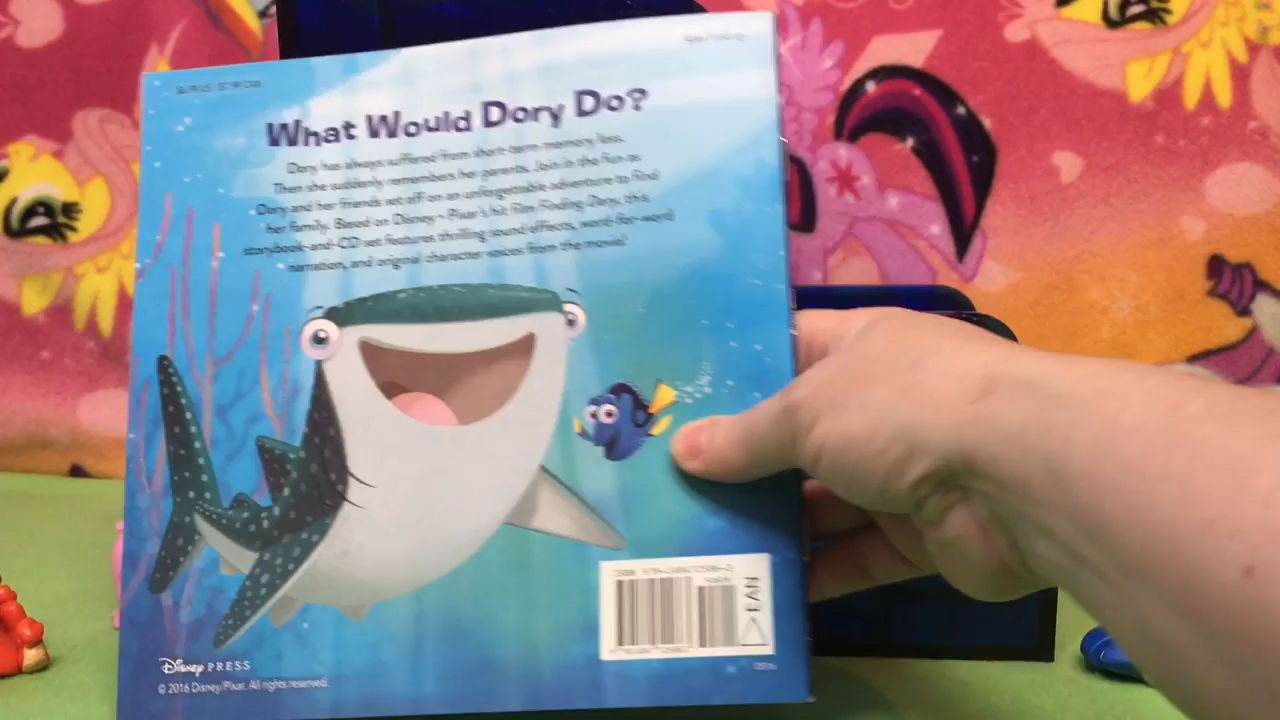 What Would Dory Do?
Dory has always suffered from short-term memory loss.
Then she suddenly remembers her parents. Join in the fun as
Dory and her friends set off on an unforgettable adventure to find
her family. Based on Disney • Pixar's hit film Finding Dory, this
storybook-and-CD set features thrilling sound effects, word-for-word
narration, and original character voices from the movie!
ISBN
EAN
Disney PRESS
© 2016 Disney/Pixar. All rights reserved.